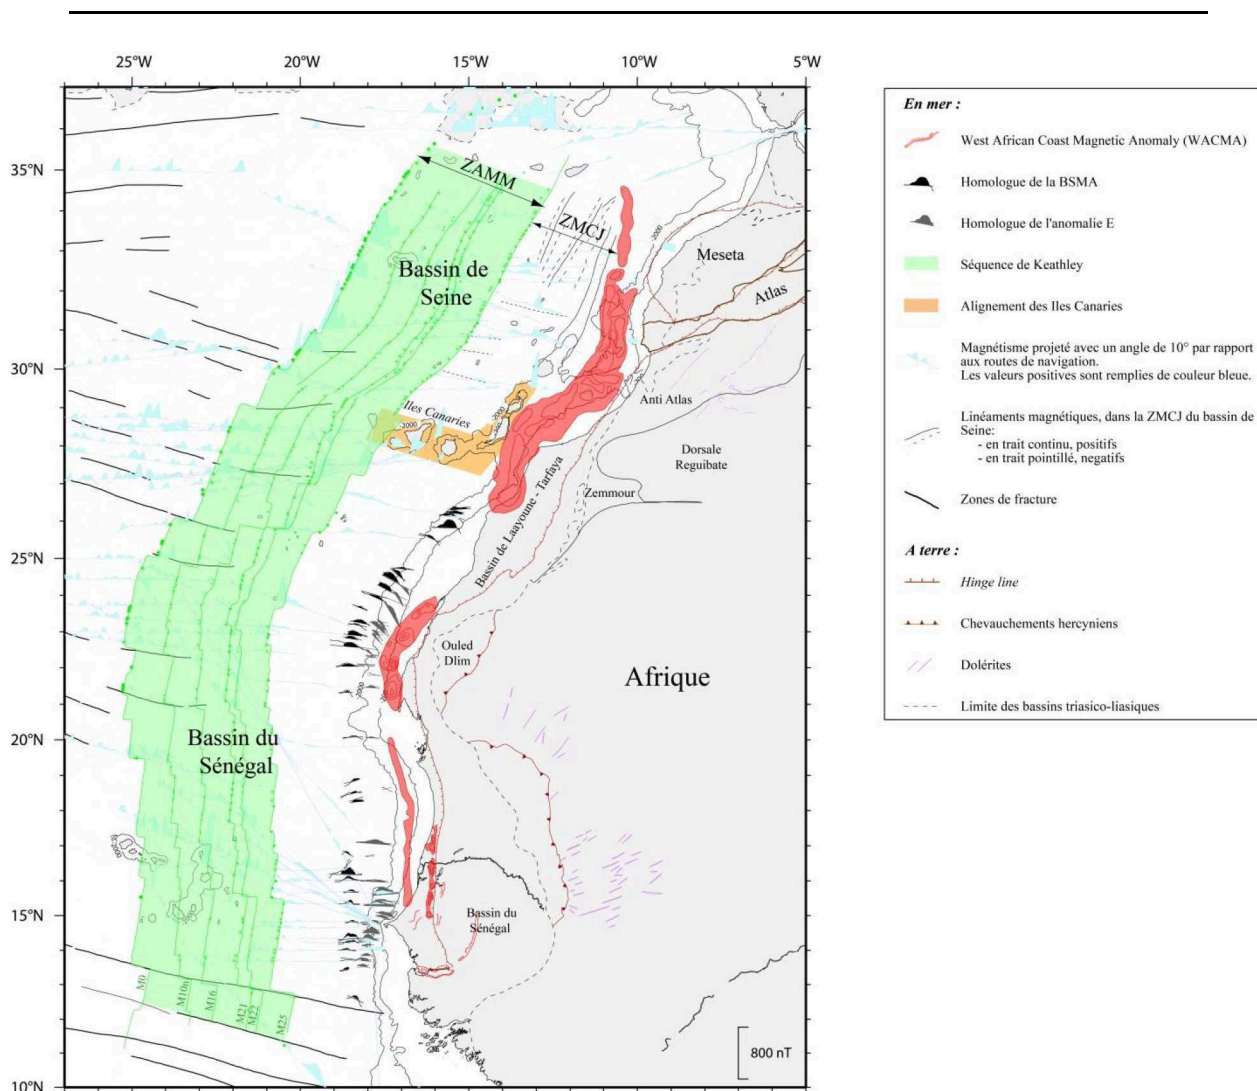 25°W
20°W
15°W
10°W
5°W
35°N
30°N
25°N
20°N
15°N
10°N
ZAMM
ZMCJ
-2000
Meseta
Bassin de
Seine
Atlas
Iles Canaries
-2000
-2000
Anti Atlas
Dorsale
Reguibate
Zemmour
Bassin de Laayoune - Tarfaya
Ouled
Dlim
-2000
Afrique
Bassin du
Sénégal
-2000
Bassin du
Sénégal
M0
M10n
M16
M21
M22
M25
800 nT
En mer :
West African Coast Magnetic Anomaly (WACMA)
Homologue de la BSMA
Homologue de l'anomalie E
Séquence de Keathley
Alignement des Iles Canaries
Magnétisme projeté avec un angle de 10° par rapport
aux routes de navigation.
Les valeurs positives sont remplies de couleur bleue.
Linéaments magnétiques, dans la ZMCJ du bassin de
Seine:
- en trait continu, positifs
- en trait pointillé, negatifs
Zones de fracture
A terre :
Hinge line
Chevauchements hercyniens
Dolérites
Limite des bassins triasico-liasiques